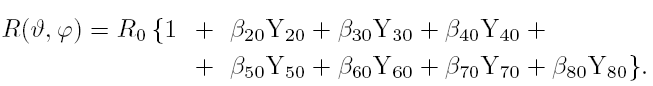 R(ϑ, φ) = R₀ {1 + β₂₀Y₂₀ + β₃₀Y₃₀ + β₄₀Y₄₀ +
+ β₅₀Y₅₀ + β₆₀Y₆₀ + β₇₀Y₇₀ + β₈₀Y₈₀}.